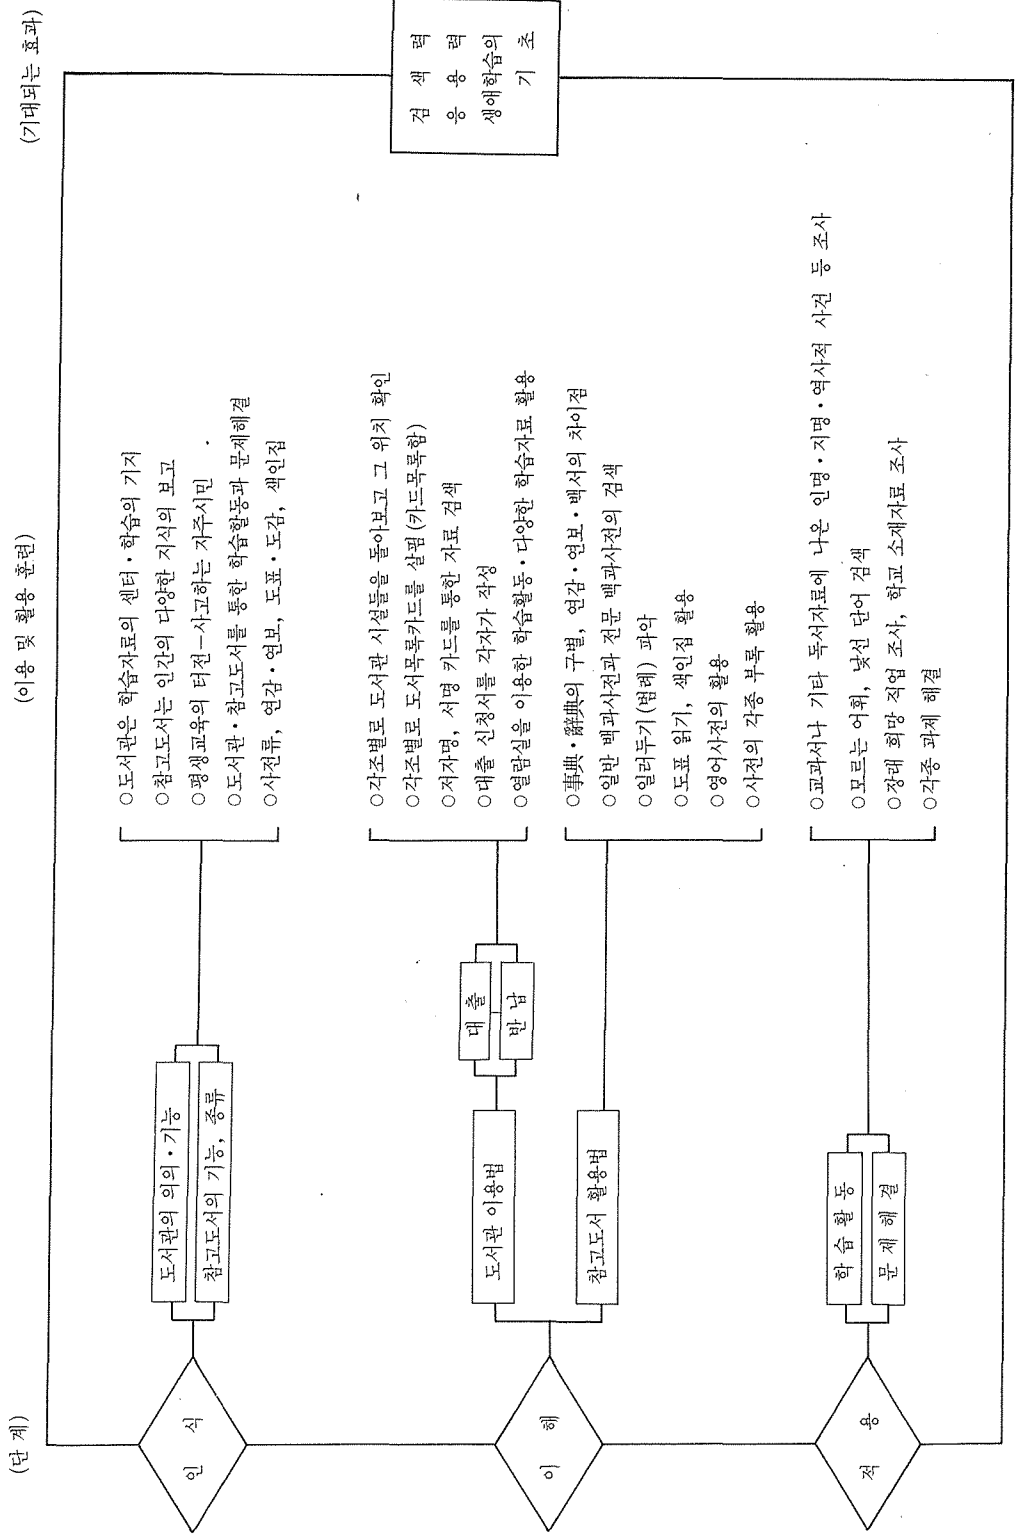 (단 계)
(이용 및 활용 훈련)
(기대되는 효과)
인 식
도서관의 의의·기능
참고도서의 기능, 종류
○도서관은 학습자료의 센터·학습의 기지
○참고도서는 인간의 다양한 지식의 보고
○평생교육의 터전-사고하는 자주시민
○도서관·참고도서를 통한 학습활동과 문제해결
○사전류, 연감·연보, 도표·도감, 색인집
이 해
도서관 이용법
대 출
반 납
○각조별로 도서관 시설들을 돌아보고 그 위치 확인
○각조별로 도서목록카드를 살핌(카드목록함)
○저자명, 서명 카드를 통한 자료 검색
○대출 신청서를 각자가 작성
○열람실을 이용한 학습활동·다양한 학습자료 활용
참고도서 활용법
○事典·辭典의 구별, 연감·연보·백서의 차이점
○일반 백과사전과 전문 백과사전의 검색
○일러두기(범례) 파악
○도표 읽기, 색인집 활용
○영어사전의 활용
○사전의 각종 부록 활용
적 용
학 습 활 동
문 제 해 결
○교과서나 기타 독서자료에 나온 인명·지명·역사적 사건 등 조사
○모르는 어휘, 낯선 단어 검색
○장래 희망 직업 조사, 학교 소재자료 조사
○각종 과제 해결
검 색 력
응 용 력
생애학습의
기 초